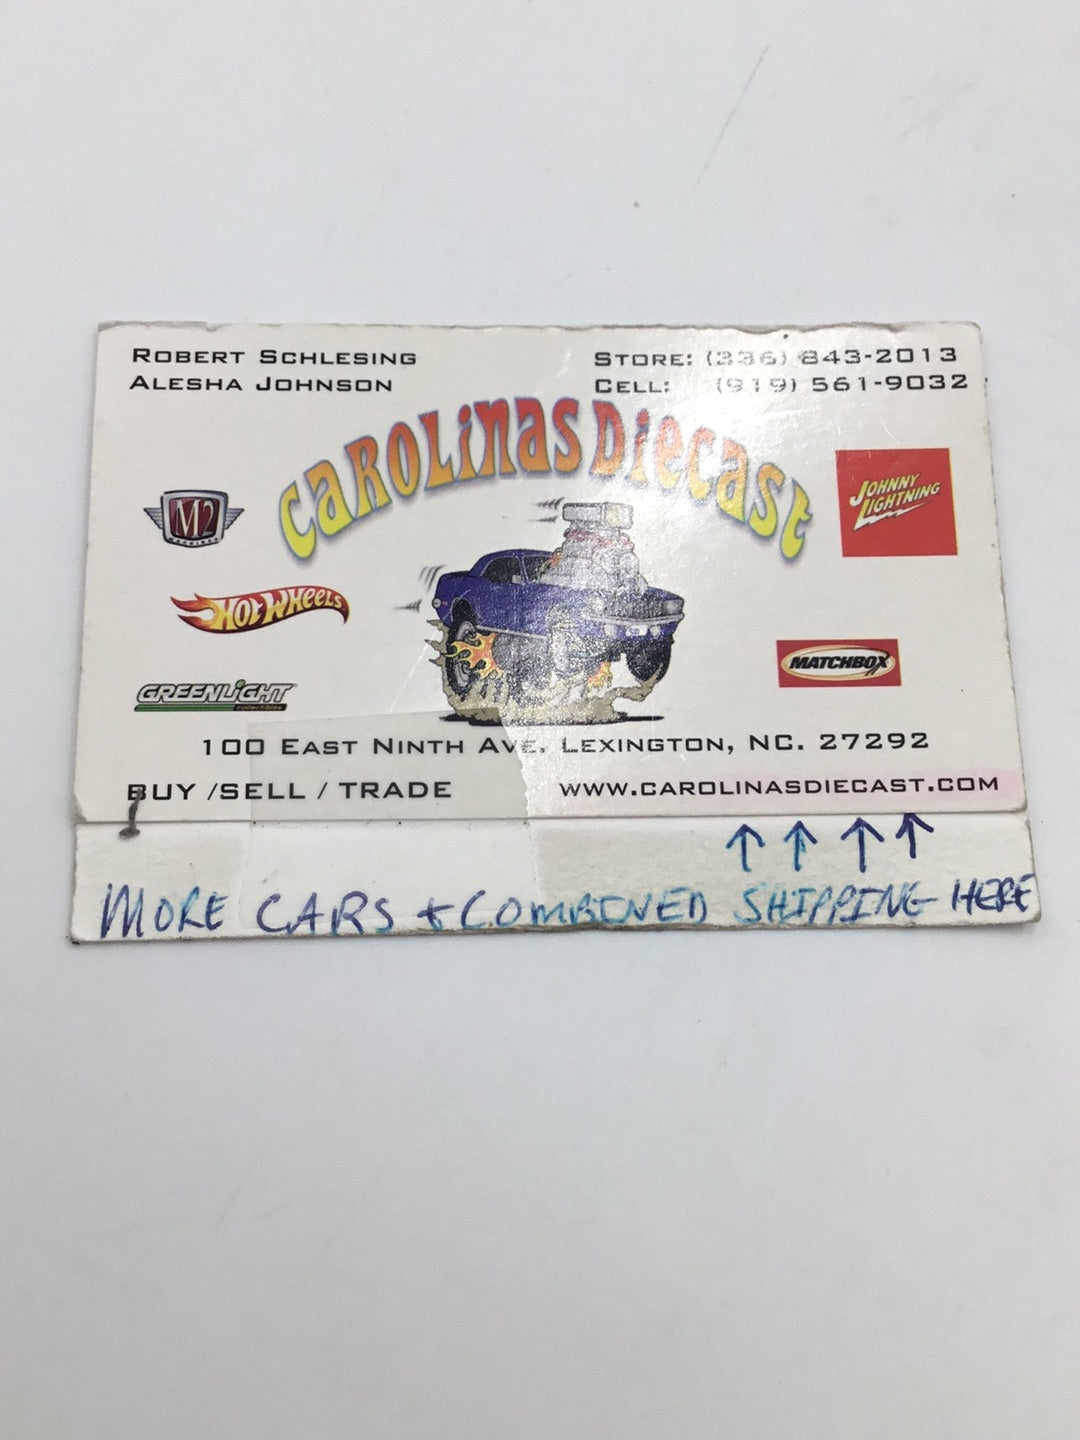 ROBERT SCHLESING
ALESHA JOHNSON
STORE: (336) 843-2013
CELL: (919) 561-9032
CAROLINAS DIECAST
M2
MACHINES
JOHNNY
LIGHTNING
HOT WHEELS
MATCHBOX
GREENLIGHT
collectibles
100 EAST NINTH AVE. LEXINGTON, NC. 27292
BUY /SELL / TRADE
WWW.CAROLINASDIECAST.COM
MORE CARS + COMBINED SHIPPING HERE